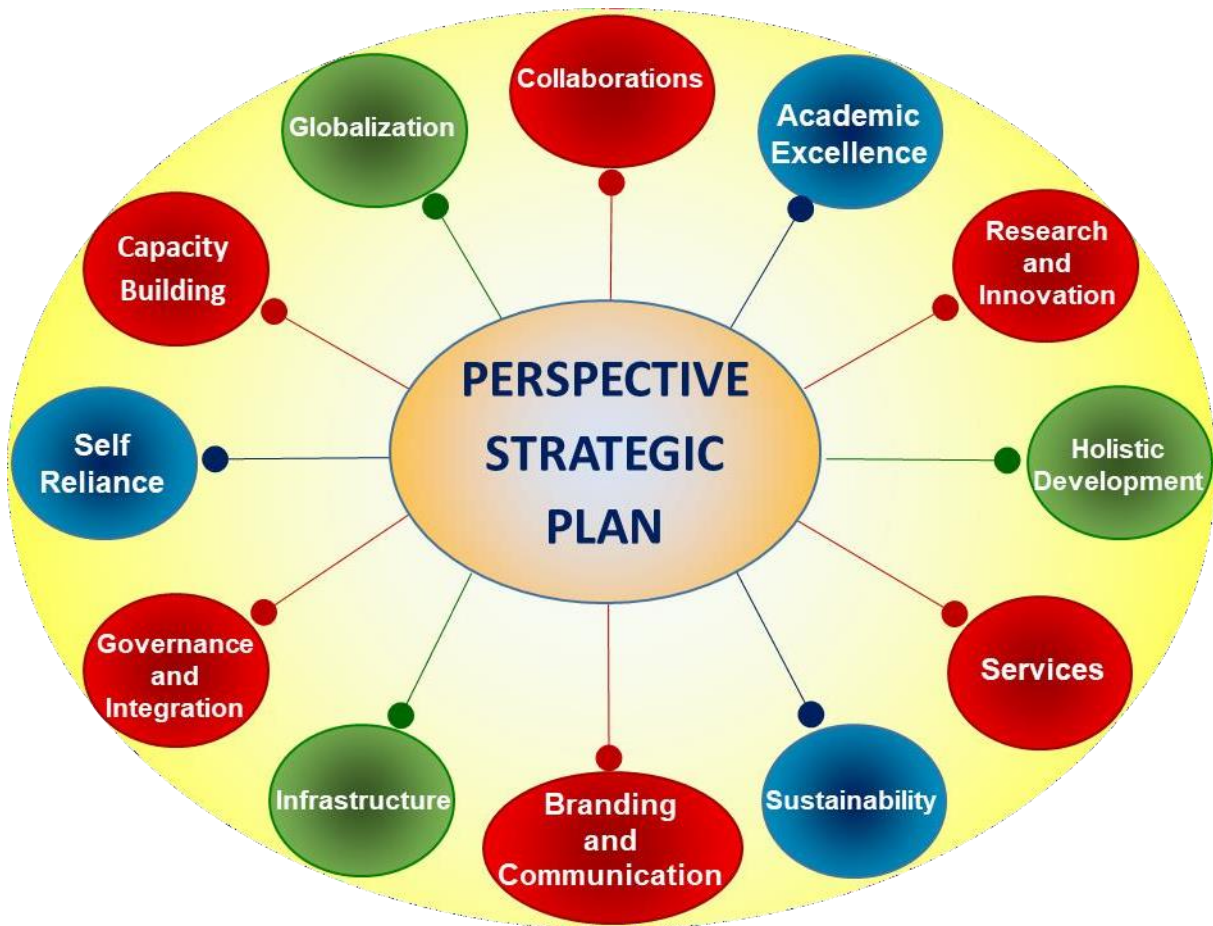 Collaborations
Academic
Excellence
Research
and
Innovation
Holistic
Development
Services
Sustainability
Branding
and
Communication
Infrastructure
Governance
and
Integration
Self
Reliance
Capacity
Building
Globalization
PERSPECTIVE
STRATEGIC
PLAN